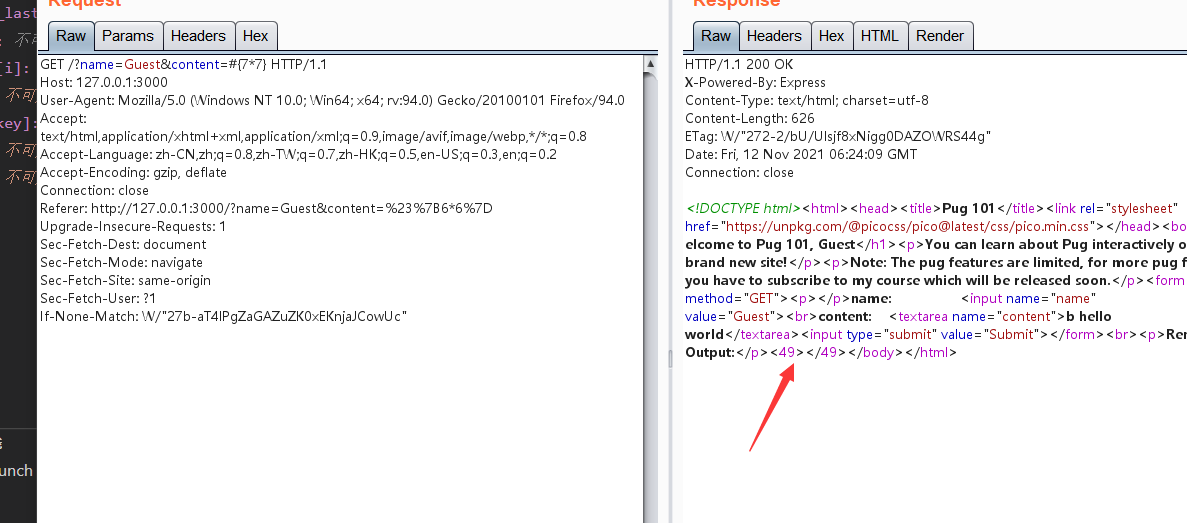 Request
Response
_last
: 不可
[i]:
不可
key]:
不可
不可
unch
Raw Params Headers Hex
GET /?name=Guest&content=#{7*7} HTTP/1.1
Host: 127.0.0.1:3000
User-Agent: Mozilla/5.0 (Windows NT 10.0; Win64; x64; rv:94.0) Gecko/20100101 Firefox/94.0
Accept:
text/html,application/xhtml+xml,application/xml;q=0.9,image/avif,image/webp,*/*;q=0.8
Accept-Language: zh-CN,zh;q=0.8,zh-TW;q=0.7,zh-HK;q=0.5,en-US;q=0.3,en;q=0.2
Accept-Encoding: gzip, deflate
Connection: close
Referer: http://127.0.0.1:3000/?name=Guest&content=%23%7B6*6%7D
Upgrade-Insecure-Requests: 1
Sec-Fetch-Dest: document
Sec-Fetch-Mode: navigate
Sec-Fetch-Site: same-origin
Sec-Fetch-User: ?1
If-None-Match: W/"27b-aT4lPgZaGAZuZK0xEKnjaJCowUc"
Raw Headers Hex HTML Render
HTTP/1.1 200 OK
X-Powered-By: Express
Content-Type: text/html; charset=utf-8
Content-Length: 626
ETag: W/"272-2/bU/UIsjf8xNigg0DAZOWRS44g"
Date: Fri, 12 Nov 2021 06:24:09 GMT
Connection: close
<!DOCTYPE html><html><head><title>Pug 101</title><link rel="stylesheet"
href="https://unpkg.com/@picocss/pico@latest/css/pico.min.css"></head><bo
elcome to Pug 101, Guest</h1><p>You can learn about Pug interactively o
brand new site!</p><p>Note: The pug features are limited, for more pug f
you have to subscribe to my course which will be released soon.</p><form
method="GET"><p></p>name: <input name="name"
value="Guest"><br>content: <textarea name="content">b hello
world</textarea><input type="submit" value="Submit"></form><br><p>Ren
Output:</p><49></49></body></html>